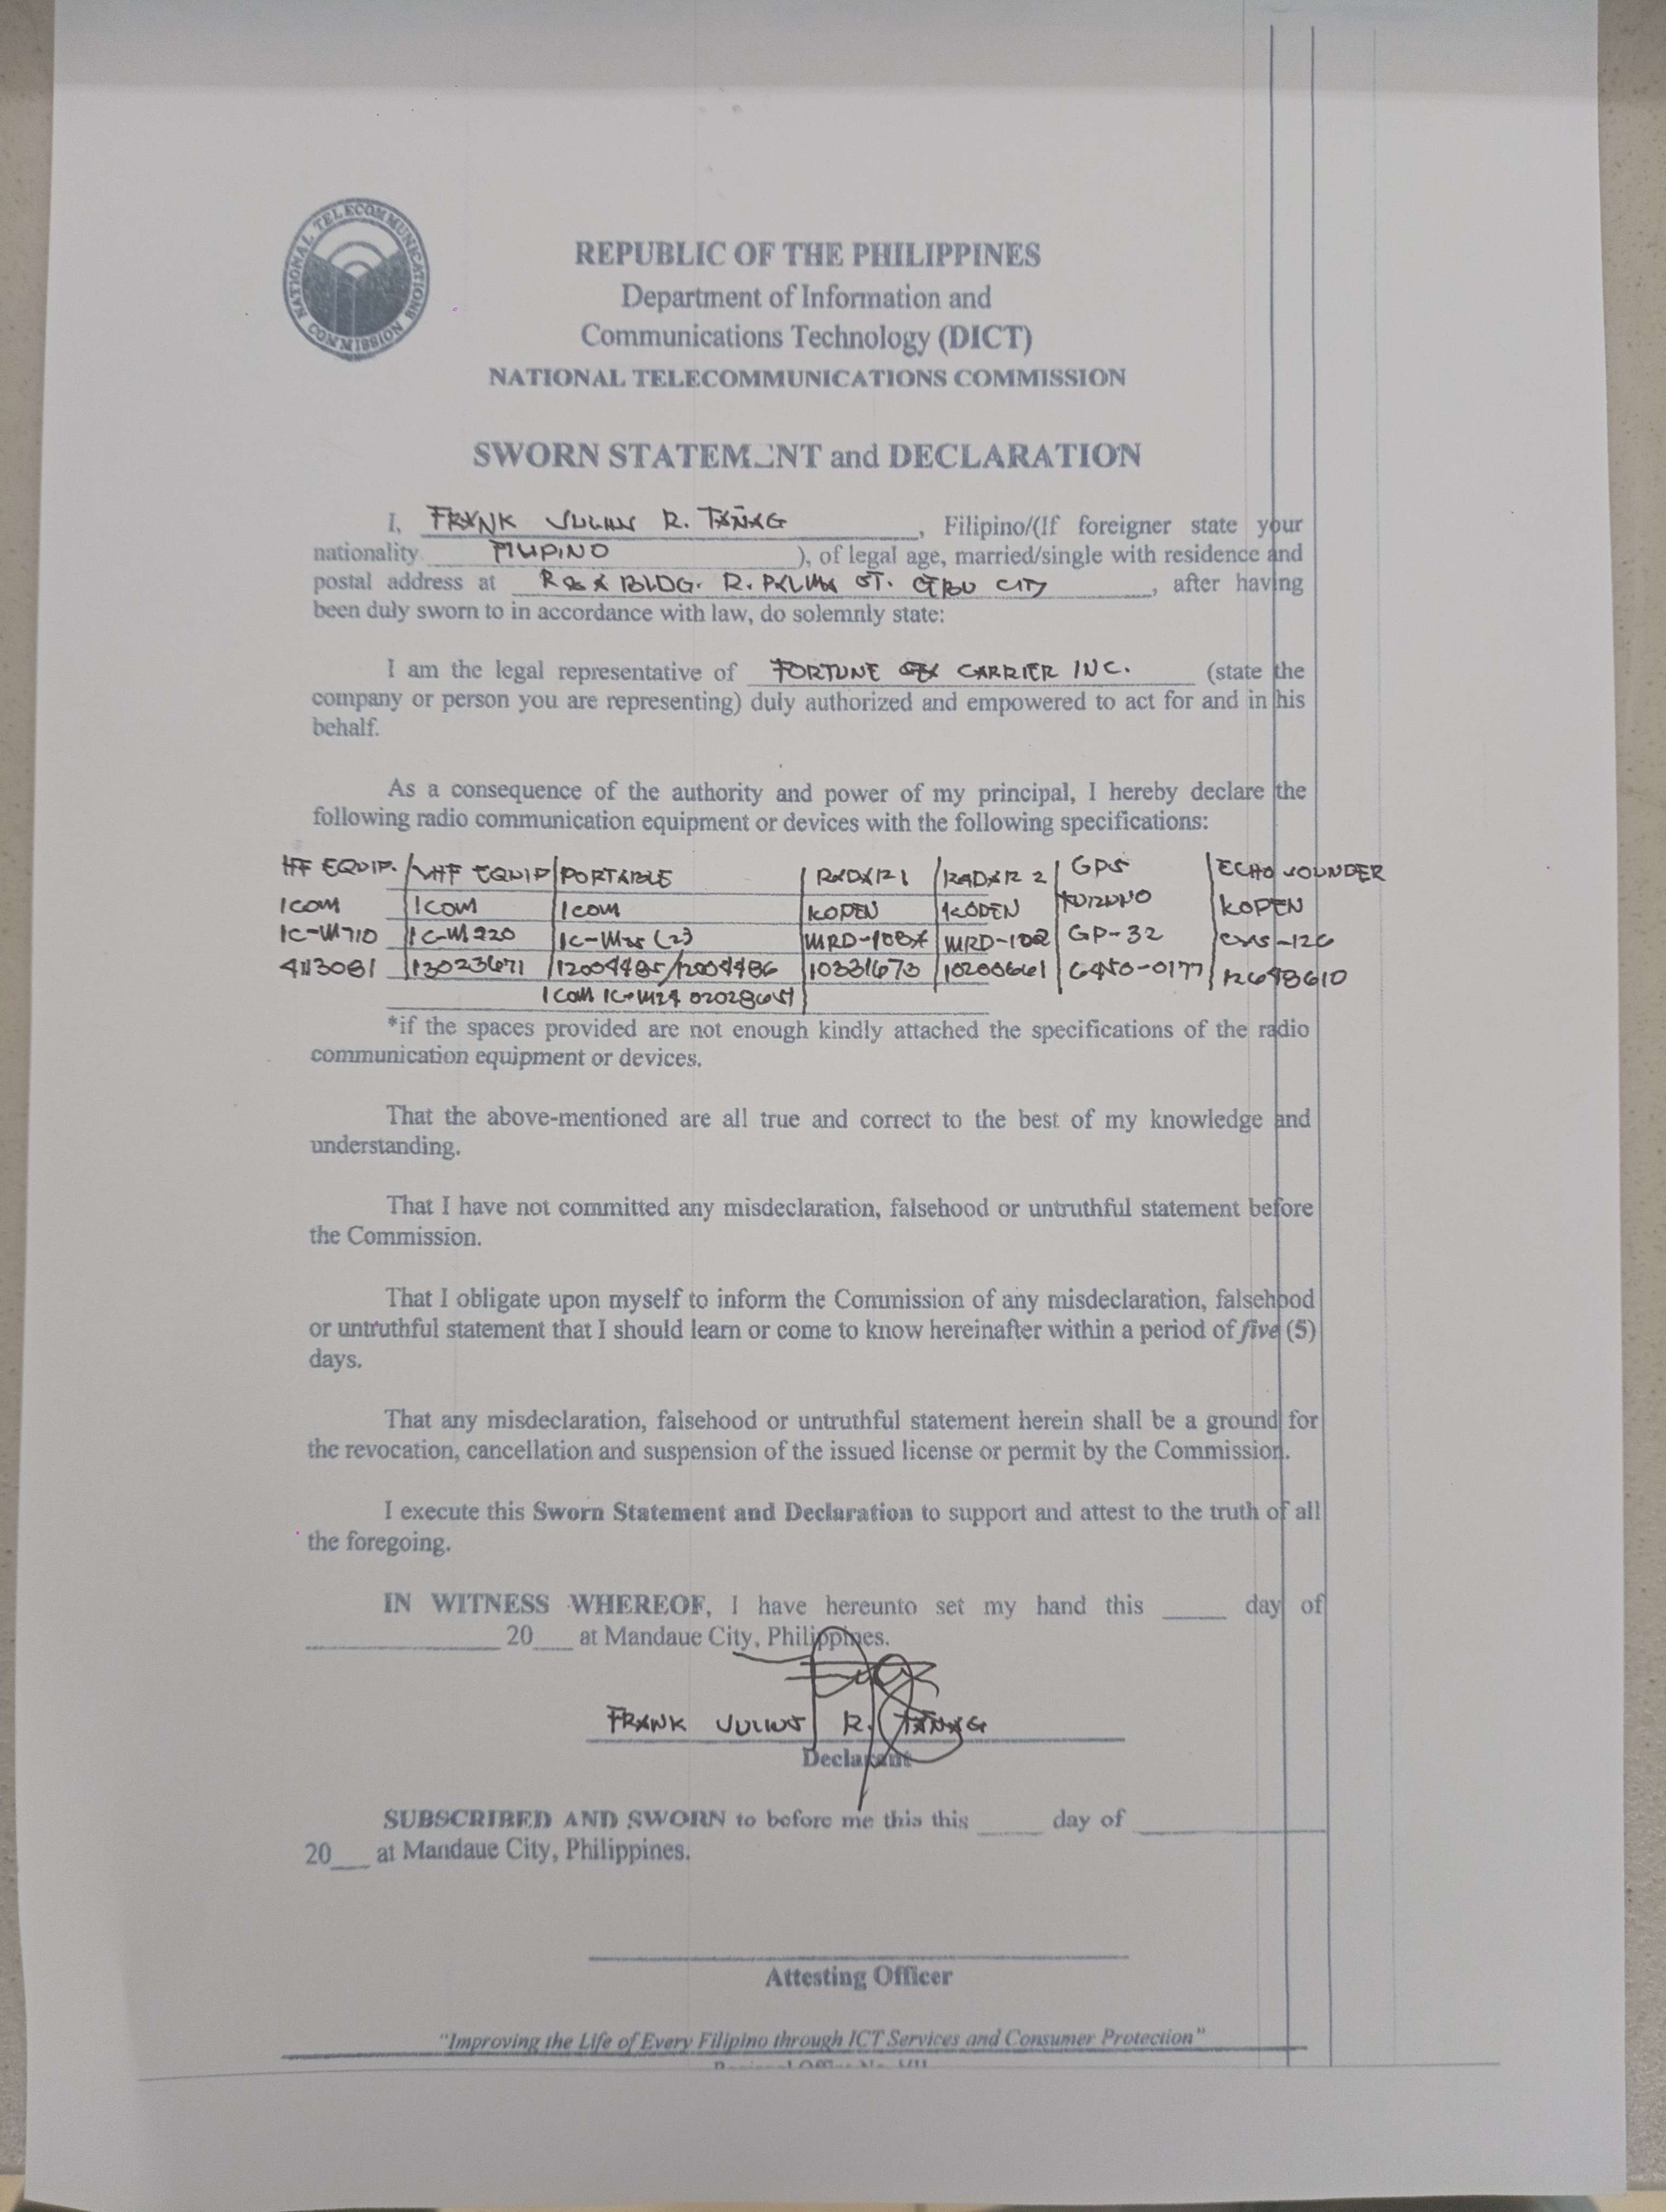 NATIONAL TELECOMMUNICATIONS COMMISSION
REPUBLIC OF THE PHILIPPINES
Department of Information and
Communications Technology (DICT)
NATIONAL TELECOMMUNICATIONS COMMISSION
SWORN STATEMENT and DECLARATION
I, FRANK JULIUS R. TAÑAG, Filipino/(If foreigner state your
nationality FILIPINO), of legal age, married/single with residence and
postal address at BLDG. R. PALMA ST. CEBU CITY, after having
been duly sworn to in accordance with law, do solemnly state:
I am the legal representative of FORTUNE SEA CARRIER INC. (state the
company or person you are representing) duly authorized and empowered to act for and in his
behalf.
As a consequence of the authority and power of my principal, I hereby declare the
following radio communication equipment or devices with the following specifications:
HF EQUIP. VHF EQUIP PORTABLE RADAR 1 RADAR 2 GPS ECHO SOUNDER
ICOM ICOM ICOM KODEN KODEN FURUNO KODEN
IC-M710 IC-M220 IC-M25 (2) MRD-108A MRD-102 GP-32
4113081 13023671 12004485/12004486 10331673 10200661 6450-0177 12648610
ICOM IC-M24
*if the spaces provided are not enough kindly attached the specifications of the radio
communication equipment or devices.
That the above-mentioned are all true and correct to the best of my knowledge and
understanding.
That I have not committed any misdeclaration, falsehood or untruthful statement before
the Commission.
That I obligate upon myself to inform the Commission of any misdeclaration, falsehood
or untruthful statement that I should learn or come to know hereinafter within a period of five (5)
days.
That any misdeclaration, falsehood or untruthful statement herein shall be a ground for
the revocation, cancellation and suspension of the issued license or permit by the Commission.
I execute this Sworn Statement and Declaration to support and attest to the truth of all
the foregoing.
IN WITNESS WHEREOF, I have hereunto set my hand this ____ day of
____ 20__ at Mandaue City, Philippines.
FRANK JULIUS R. TAÑAG
Declarant
SUBSCRIBED AND SWORN to before me this this ____ day of ____
20__ at Mandaue City, Philippines.
Attesting Officer
"Improving the Life of Every Filipino through ICT Services and Consumer Protection"